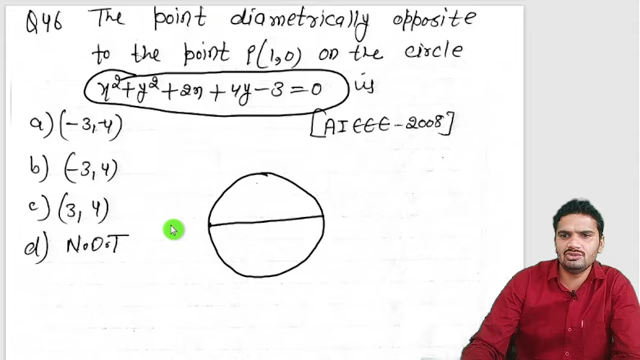 Q46 The point diametrically opposite
to the point P(1,0) on the circle
x²+y²+2x+4y-3=0 is
[AIEEE-2008]
a) (-3,-4)
b) (-3,4)
c) (3,4)
d) N.O.T